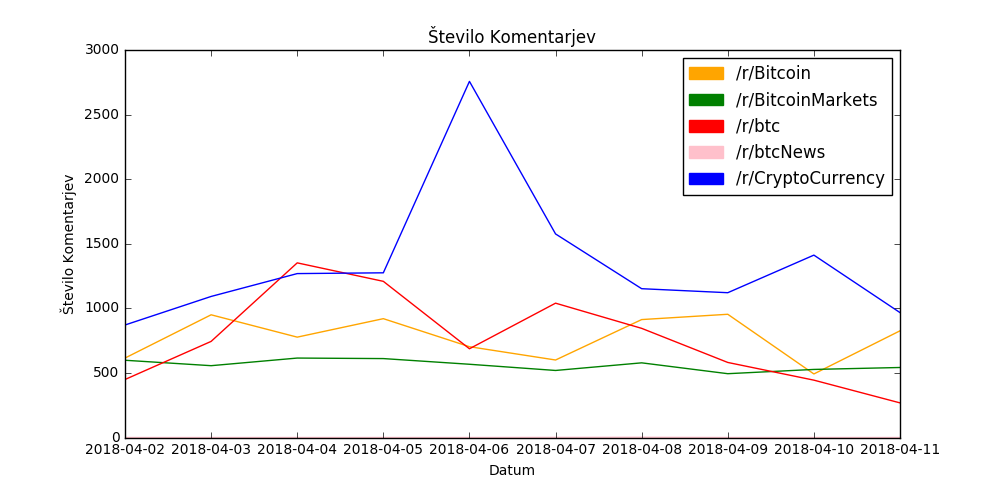 Število Komentarjev
3000
2500
2000
1500
1000
500
0
Število Komentarjev
/r/Bitcoin
/r/BitcoinMarkets
/r/btc
/r/btcNews
/r/CryptoCurrency
2018-04-02 2018-04-03 2018-04-04 2018-04-05 2018-04-06 2018-04-07 2018-04-08 2018-04-09 2018-04-10 2018-04-11
Datum